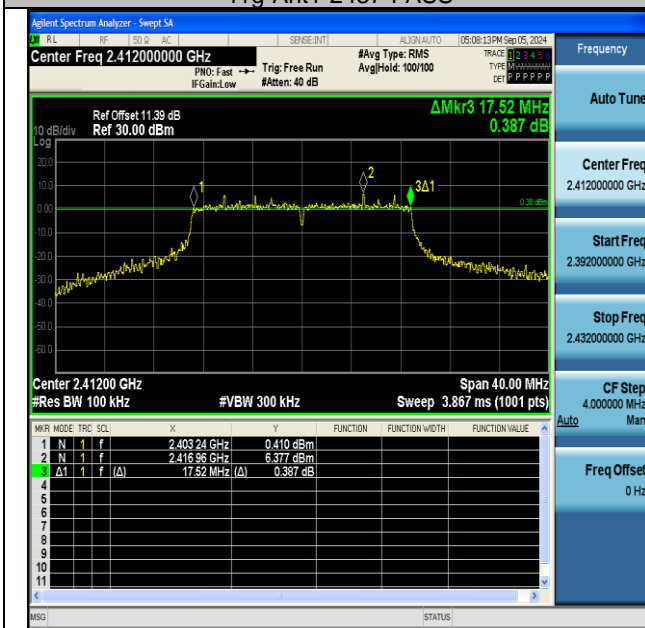 Agilent Spectrum Analyzer - Swept SA
RL RF 50 Ω AC SENSE:INT ALIGN AUTO 05:08:13 PM Sep 05, 2024
Center Freq 2.412000000 GHz
PNO: Fast
IFGain:Low
Trig: Free Run
#Atten: 40 dB
#Avg Type: RMS
Avg|Hold: 100/100
TRACE 1 2 3 4 5 6
TYPE
DET P P P P P P
Frequency
Auto Tune
Center Freq
2.412000000 GHz
Start Freq
2.392000000 GHz
Stop Freq
2.432000000 GHz
CF Step
4.000000 MHz
Auto Man
Freq Offset
0 Hz
ΔMkr3 17.52 MHz
0.387 dB
Ref Offset 11.39 dB
10 dB/div Ref 30.00 dBm
Log
20.0
10.0
0.00
-10.0
-20.0
-30.0
-40.0
-50.0
-60.0
1
2
3Δ1
0.38 dBm
Center 2.41200 GHz Span 40.00 MHz
#Res BW 100 kHz #VBW 300 kHz Sweep 3.867 ms (1001 pts)
MKR MODE TRC SCL X Y FUNCTION FUNCTION WIDTH FUNCTION VALUE
1 N 1 f 2.403 24 GHz 0.410 dBm
2 N 1 f 2.416 96 GHz 6.377 dBm
3 Δ1 1 f (Δ) 17.52 MHz (Δ) 0.387 dB
4
5
6
7
8
9
10
11
MSG STATUS